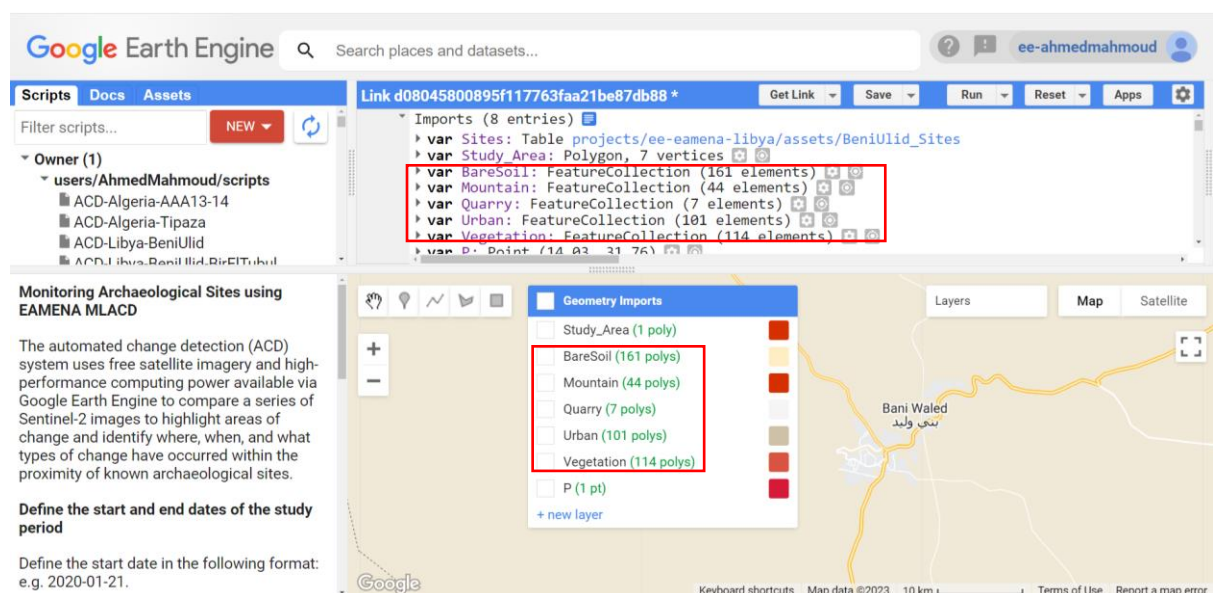 Google Earth Engine
Search places and datasets...
ee-ahmedmahmoud
Scripts Docs Assets
Filter scripts...
NEW
Owner (1)
users/AhmedMahmoud/scripts
ACD-Algeria-AAA13-14
ACD-Algeria-Tipaza
ACD-Libya-BeniUlid
ACD-Libya-BeniUlid-BirElTubul
Link d08045800895f117763faa21be87db88 *
Get Link Save Run Reset Apps
Imports (8 entries)
var Sites: Table projects/ee-eamena-libya/assets/BeniUlid_Sites
var Study_Area: Polygon, 7 vertices
var BareSoil: FeatureCollection (161 elements)
var Mountain: FeatureCollection (44 elements)
var Quarry: FeatureCollection (7 elements)
var Urban: FeatureCollection (101 elements)
var Vegetation: FeatureCollection (114 elements)
var P: Point (14.03, 31.76)
Monitoring Archaeological Sites using
EAMENA MLACD
The automated change detection (ACD)
system uses free satellite imagery and high-
performance computing power available via
Google Earth Engine to compare a series of
Sentinel-2 images to highlight areas of
change and identify where, when, and what
types of change have occurred within the
proximity of known archaeological sites.
Define the start and end dates of the study
period
Define the start date in the following format:
e.g. 2020-01-21.
Geometry Imports
Study_Area (1 poly)
BareSoil (161 polys)
Mountain (44 polys)
Quarry (7 polys)
Urban (101 polys)
Vegetation (114 polys)
P (1 pt)
+ new layer
Layers
Map Satellite
Bani Waled
بني وليد
Google
Keyboard shortcuts Map data ©2023 10 km Terms of Use Report a map error